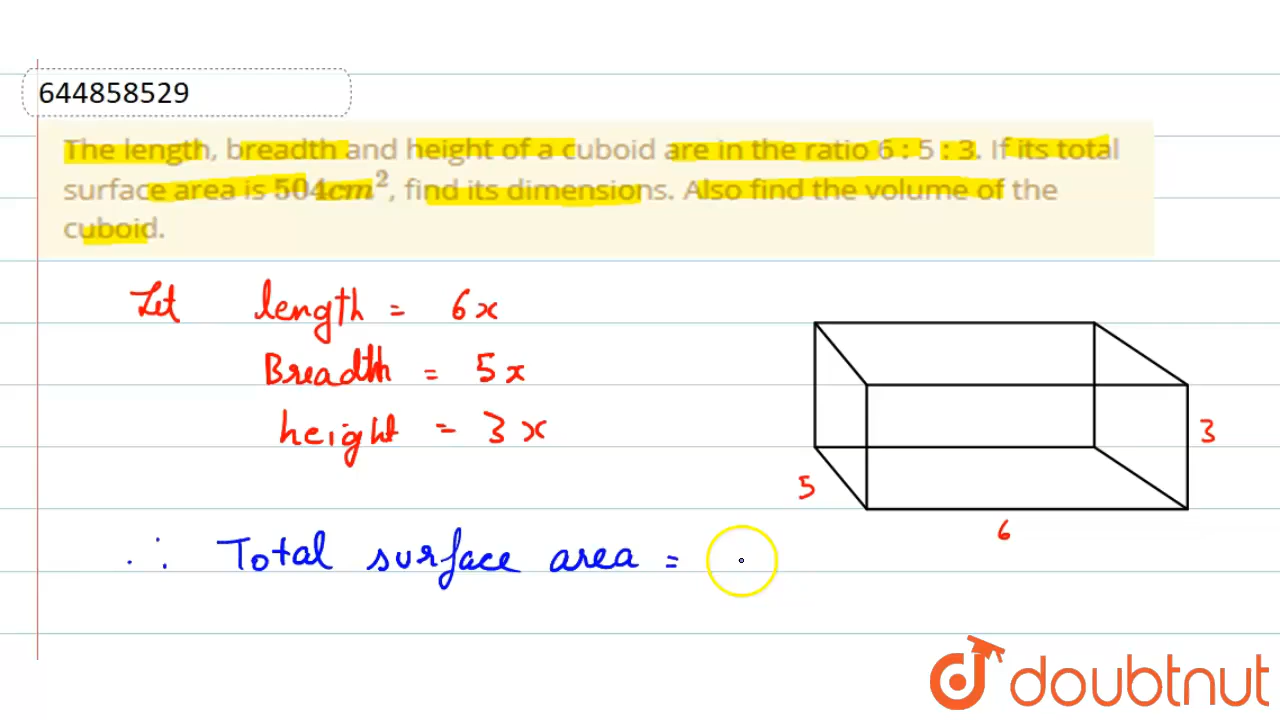 644858529
The length, breadth and height of a cuboid are in the ratio 6 : 5 : 3. If its total
surface area is 504cm², find its dimensions. Also find the volume of the
cuboid.
Let length = 6x
Breadth = 5x
height = 3x
3
5
6
∴ Total surface area =
doubtnut